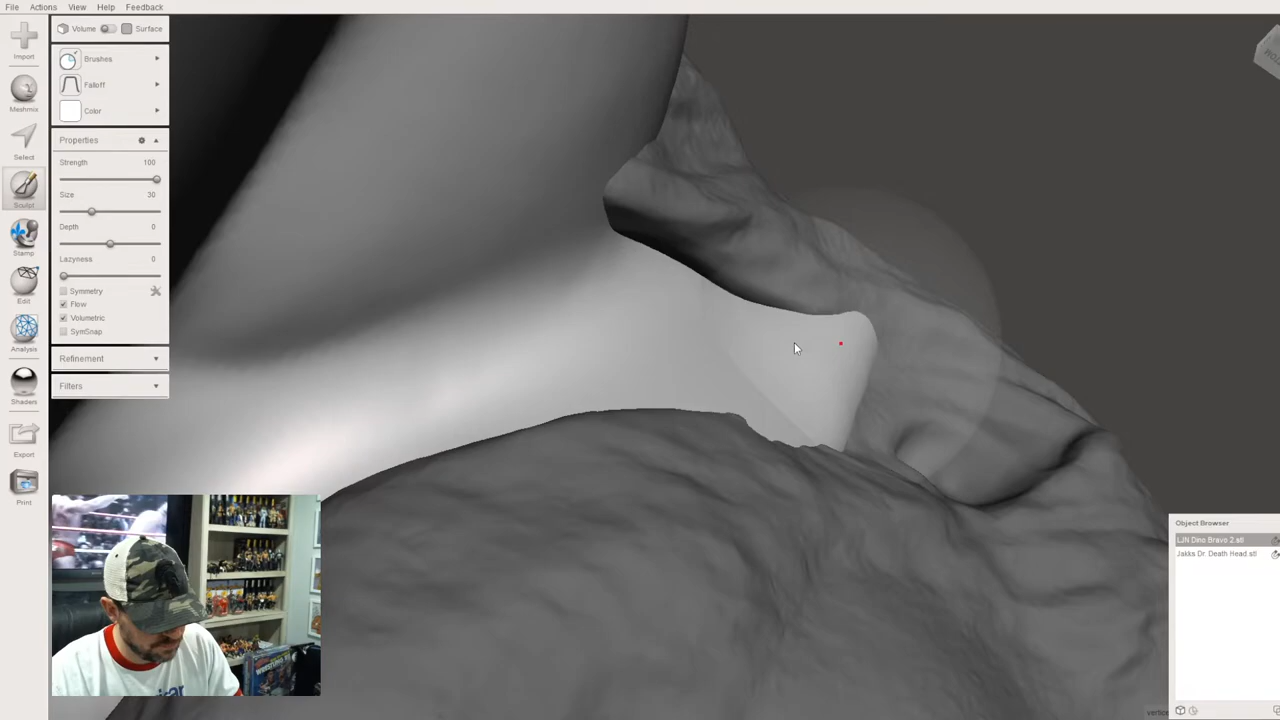 File Actions View Help Feedback
Import
Meshmix
Select
Sculpt
Stamp
Edit
Analysis
Shaders
Export
Print
Volume Surface
Brushes
Falloff
Color
Properties
Strength 100
Size 30
Depth 0
Lazyness 0
Symmetry
Flow
Volumetric
SymSnap
Refinement
Filters
Object Browser
LJN Dino Bravo 2.stl
Jakks Dr. Death Head.stl